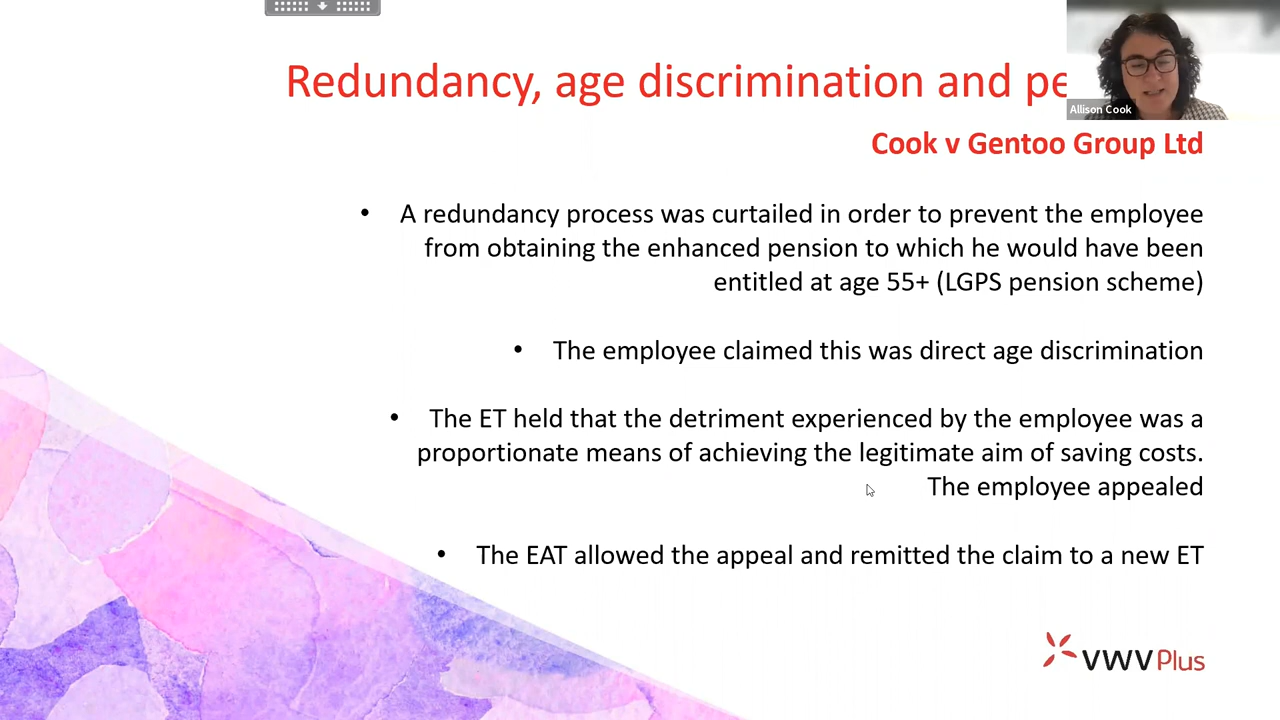 Redundancy, age discrimination and pe
Allison Cook
Cook v Gentoo Group Ltd
• A redundancy process was curtailed in order to prevent the employee
from obtaining the enhanced pension to which he would have been
entitled at age 55+ (LGPS pension scheme)
• The employee claimed this was direct age discrimination
• The ET held that the detriment experienced by the employee was a
proportionate means of achieving the legitimate aim of saving costs.
The employee appealed
• The EAT allowed the appeal and remitted the claim to a new ET
VWV Plus